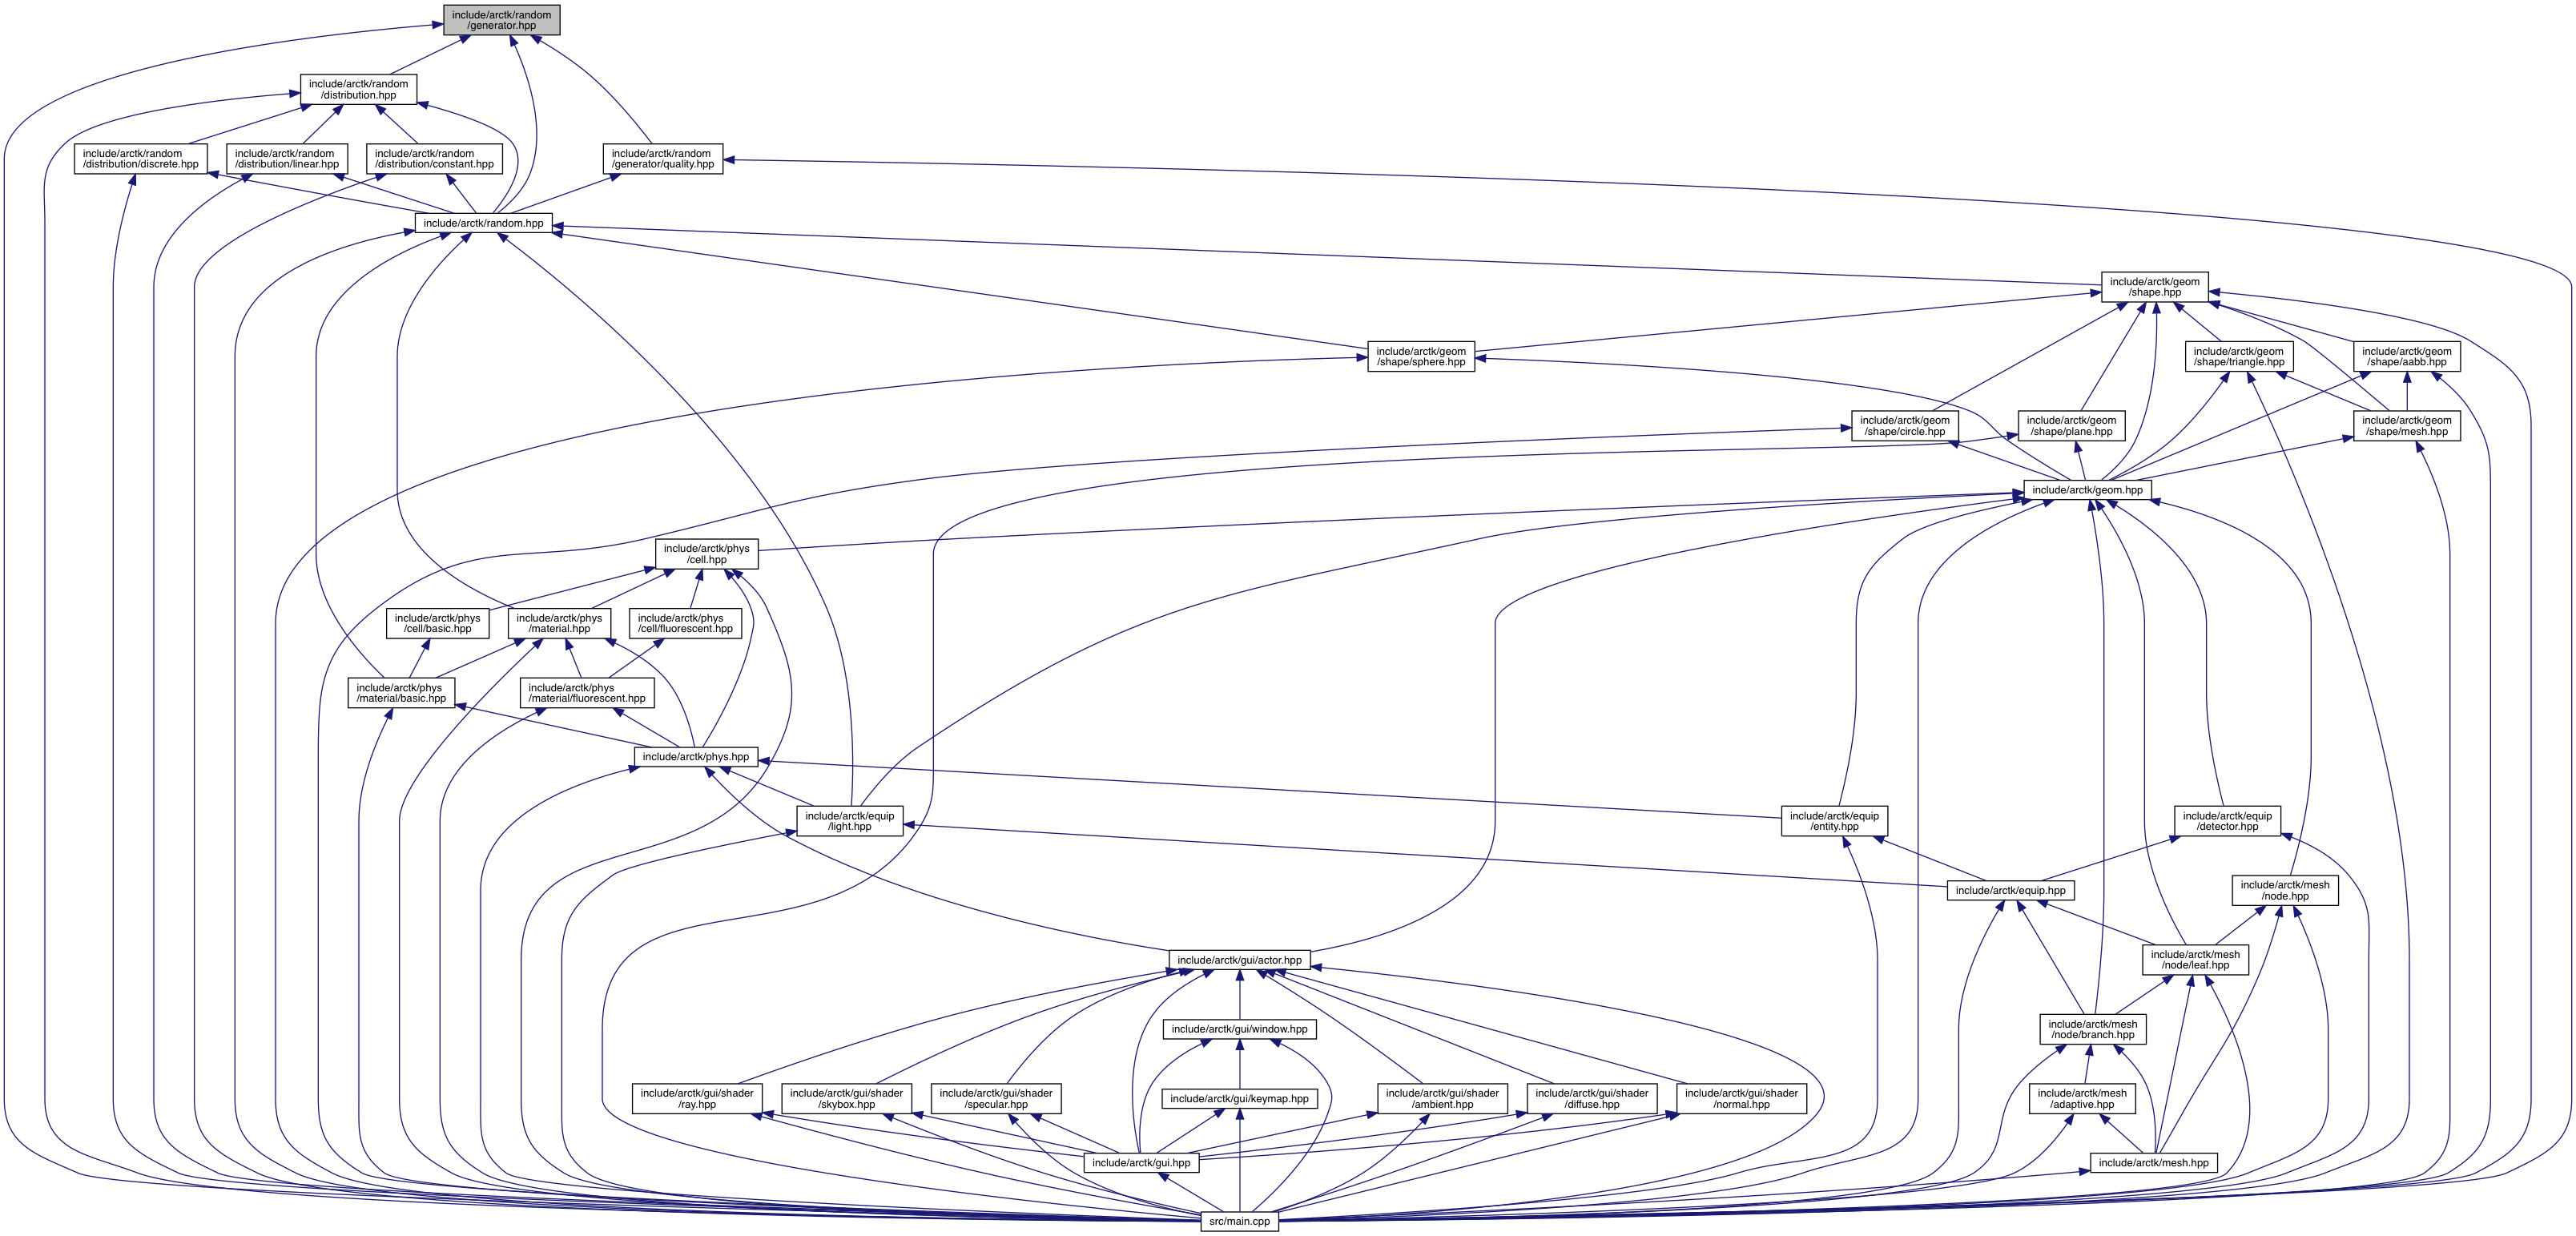 include/arctk/random
/generator.hpp
include/arctk/random
/distribution.hpp
include/arctk/random
/distribution/discrete.hpp
include/arctk/random
/distribution/linear.hpp
include/arctk/random
/distribution/constant.hpp
include/arctk/random
/generator/quality.hpp
include/arctk/random.hpp
include/arctk/geom
/shape.hpp
include/arctk/geom
/shape/sphere.hpp
include/arctk/geom
/shape/triangle.hpp
include/arctk/geom
/shape/aabb.hpp
include/arctk/geom
/shape/circle.hpp
include/arctk/geom
/shape/plane.hpp
include/arctk/geom
/shape/mesh.hpp
include/arctk/geom.hpp
include/arctk/phys
/cell.hpp
include/arctk/phys
/cell/basic.hpp
include/arctk/phys
/material.hpp
include/arctk/phys
/cell/fluorescent.hpp
include/arctk/phys
/material/basic.hpp
include/arctk/phys
/material/fluorescent.hpp
include/arctk/phys.hpp
include/arctk/equip
/light.hpp
include/arctk/equip
/entity.hpp
include/arctk/equip
/detector.hpp
include/arctk/equip.hpp
include/arctk/mesh
/node.hpp
include/arctk/gui/actor.hpp
include/arctk/mesh
/node/leaf.hpp
include/arctk/gui/window.hpp
include/arctk/mesh
/node/branch.hpp
include/arctk/gui/shader
/ray.hpp
include/arctk/gui/shader
/skybox.hpp
include/arctk/gui/shader
/specular.hpp
include/arctk/gui/keymap.hpp
include/arctk/gui/shader
/ambient.hpp
include/arctk/gui/shader
/diffuse.hpp
include/arctk/gui/shader
/normal.hpp
include/arctk/mesh
/adaptive.hpp
include/arctk/gui.hpp
include/arctk/mesh.hpp
src/main.cpp